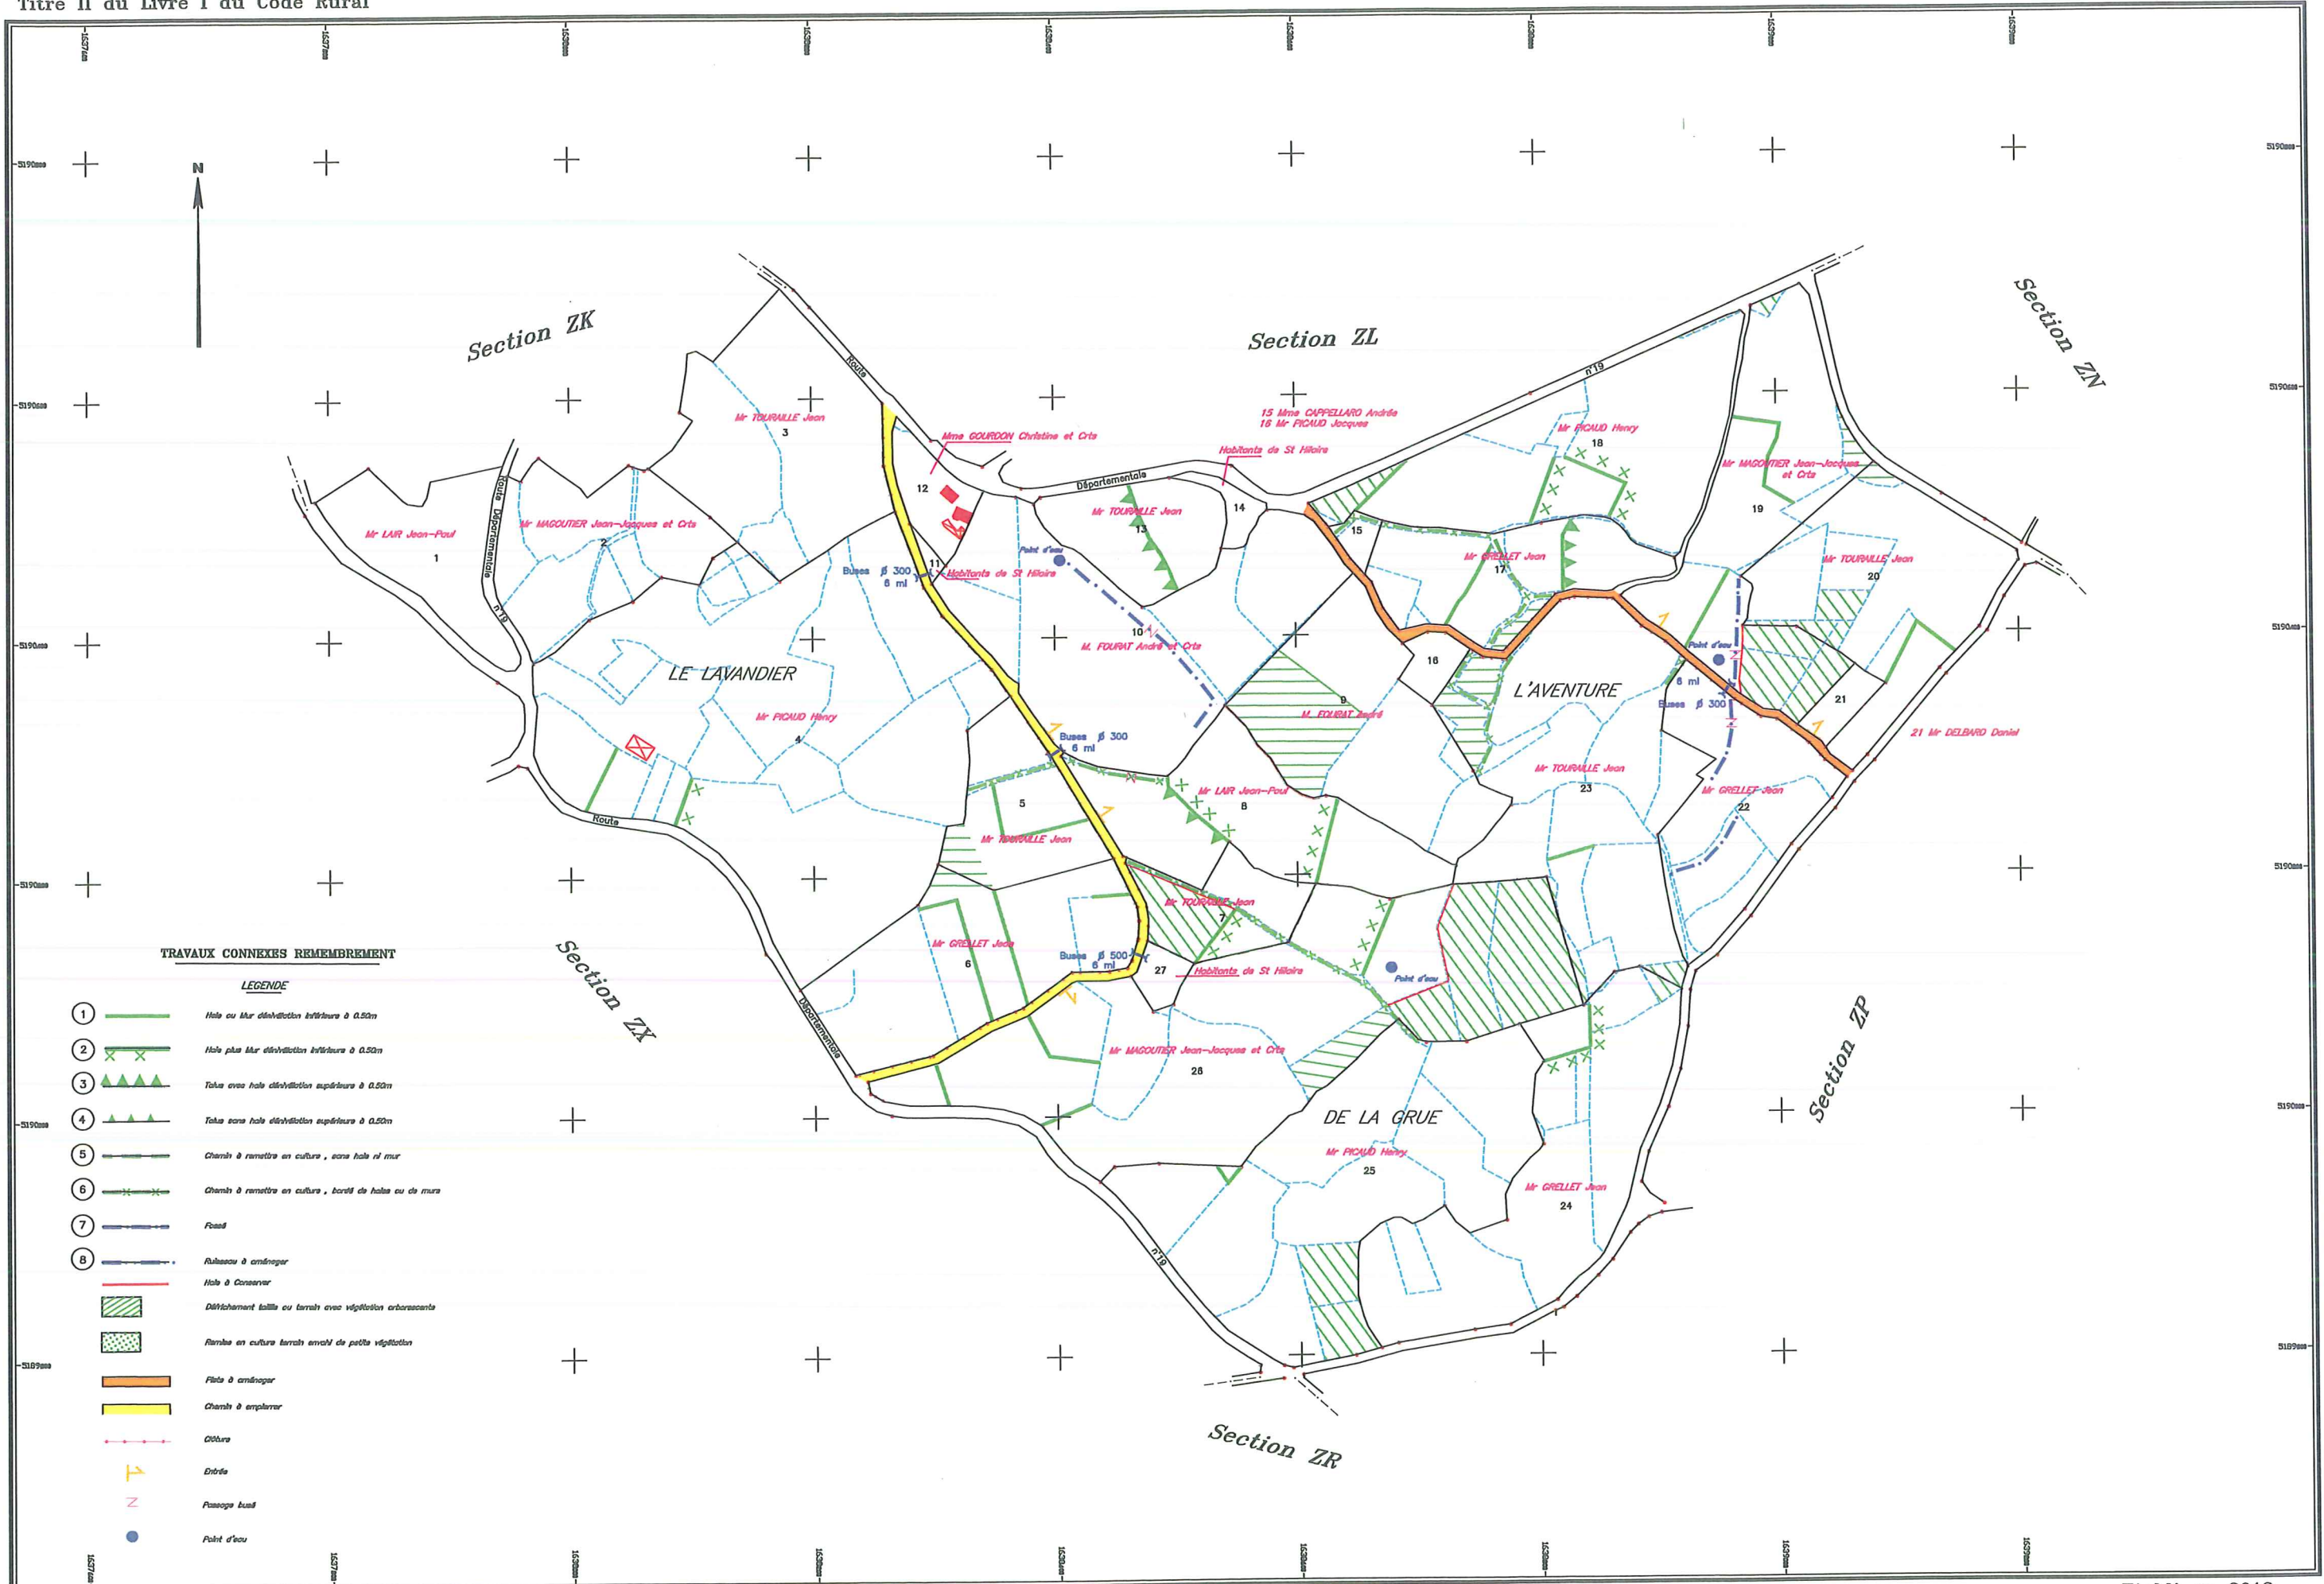 Titre II du Livre I du Code Rural
N
Section ZK
Section ZL
Section ZN
Route
n°19
15 Mme CAPPELLARO Andrée
16 Mr PICAUD Jacques
Mr TOURAILLE Jean
3
Mme GOURDON Christine et Crts
Habitants de St Hilaire
Mr PICAUD Henry
18
Mr MAGOUTIER Jean-Jacques
et Crts
19
Départementale
12
Mr TOURAILLE Jean
13
14
Mr LAIR Jean-Paul
1
Route Départementale
n°19
Mr MAGOUTIER Jean-Jacques et Crts
2
15
Point d'eau
Mr GRELLET Jean
17
Mr TOURAILLE Jean
20
Buses Ø 300
6 ml
11
Habitants de St Hilaire
10
M. FOURAT André et Crts
Point d'eau
16
LE LAVANDIER
L'AVENTURE
6 ml
Buses Ø 300
21
9
M. FOURAT André
Mr PICAUD Henry
4
Buses Ø 300
6 ml
21 Mr DELBARD Daniel
Mr TOURAILLE Jean
23
Mr GRELLET Jean
22
Mr LAIR Jean-Paul
8
5
Route
Mr TOURAILLE Jean
Mr TOURAILLE Jean
7
Mr GRELLET Jean
6
Buses Ø 500
6 ml
27
Habitants de St Hilaire
Point d'eau
Section ZX
Départementale
Section ZP
Mr MAGOUTIER Jean-Jacques et Crts
28
DE LA GRUE
Mr PICAUD Henry
25
Mr GRELLET Jean
24
n°19
Section ZR
TRAVAUX CONNEXES REMEMBREMENT
LEGENDE
1 Haie ou Mur dénivélation inférieure à 0.50m
2 Haie plus Mur dénivélation inférieure à 0.50m
3 Talus avec haie dénivélation supérieure à 0.50m
4 Talus sans haie dénivélation supérieure à 0.50m
5 Chemin à remettre en culture , sans haie ni mur
6 Chemin à remettre en culture , bordé de haies ou de murs
7 Fossé
8 Ruisseau à aménager
Haie à Conserver
Défrichement taillis ou terrain avec végétation arborescente
Remise en culture terrain envahi de petite végétation
Piste à aménager
Chemin à empierrer
Clôture
Entrée
Passage busé
Point d'eau